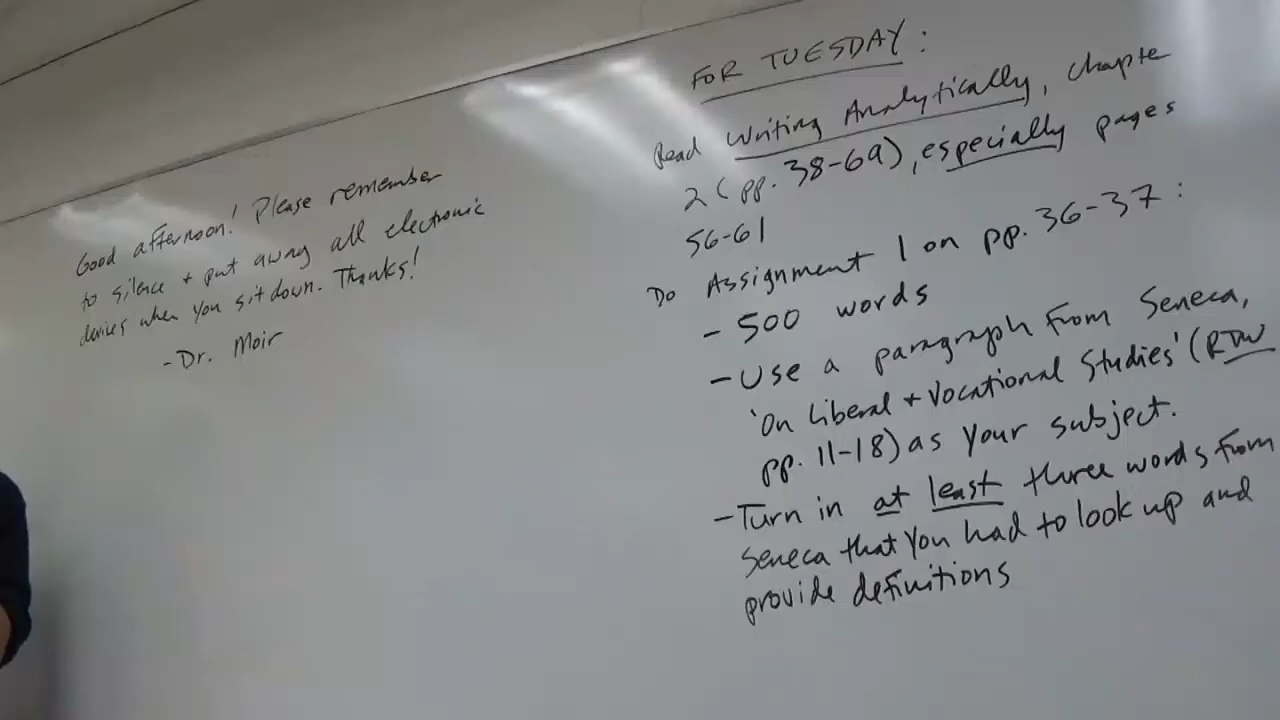 Good afternoon! Please remember
to silence + put away all electronic
devices when you sit down. Thanks!
-Dr. Moir
FOR TUESDAY:
Read Writing Analytically, chapte
2 (pp. 38-69), especially pages
56-61
Do Assignment 1 on pp. 36-37:
- 500 words
- Use a paragraph from Seneca,
'On Liberal + Vocational Studies' (RTW
pp. 11-18) as your subject.
- Turn in at least three words from
Seneca that you had to look up and
provide definitions